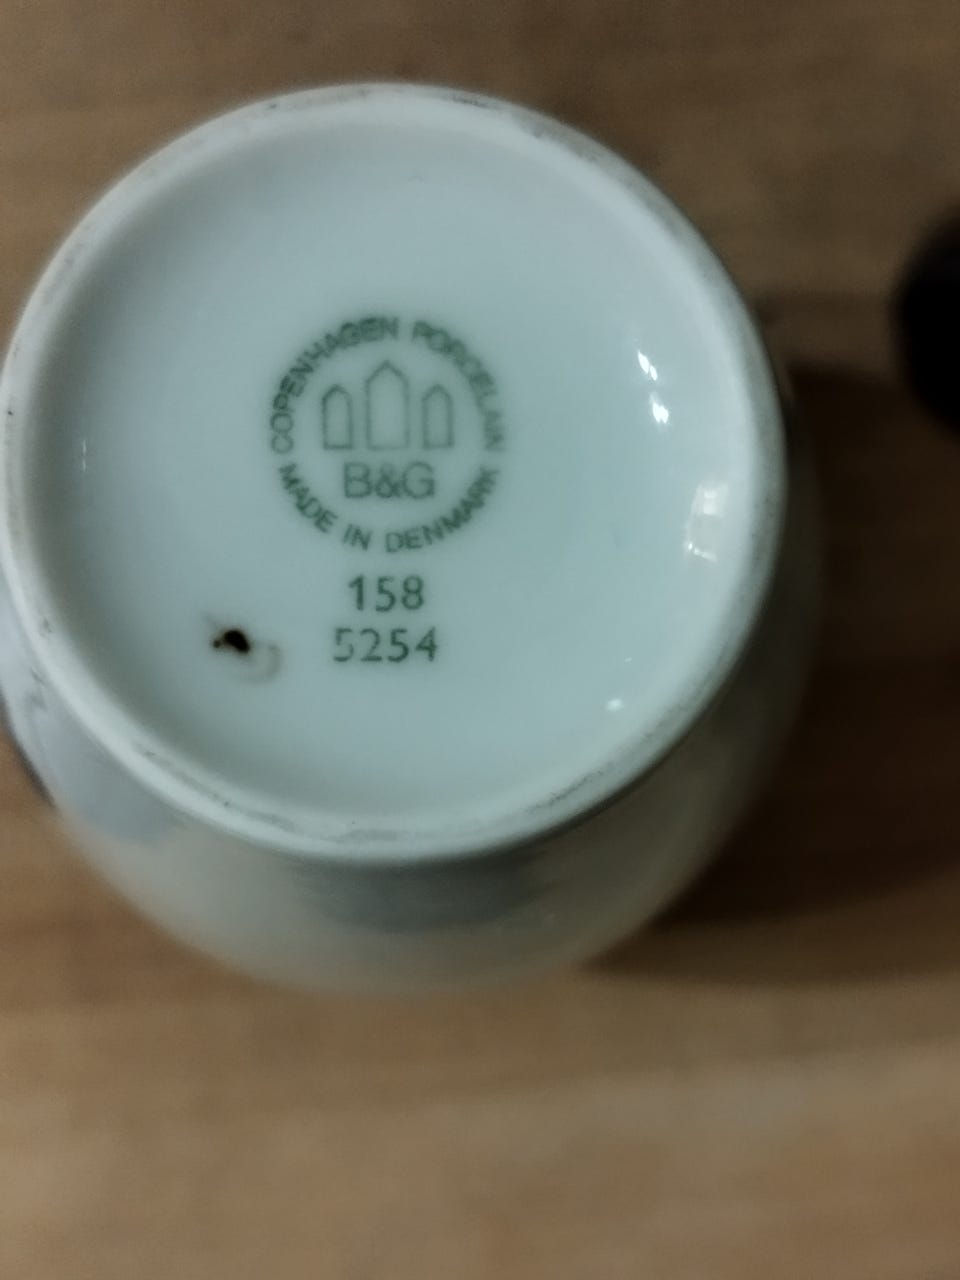 COPENHAGEN PORCELAIN
B&G
MADE IN DENMARK
158
5254